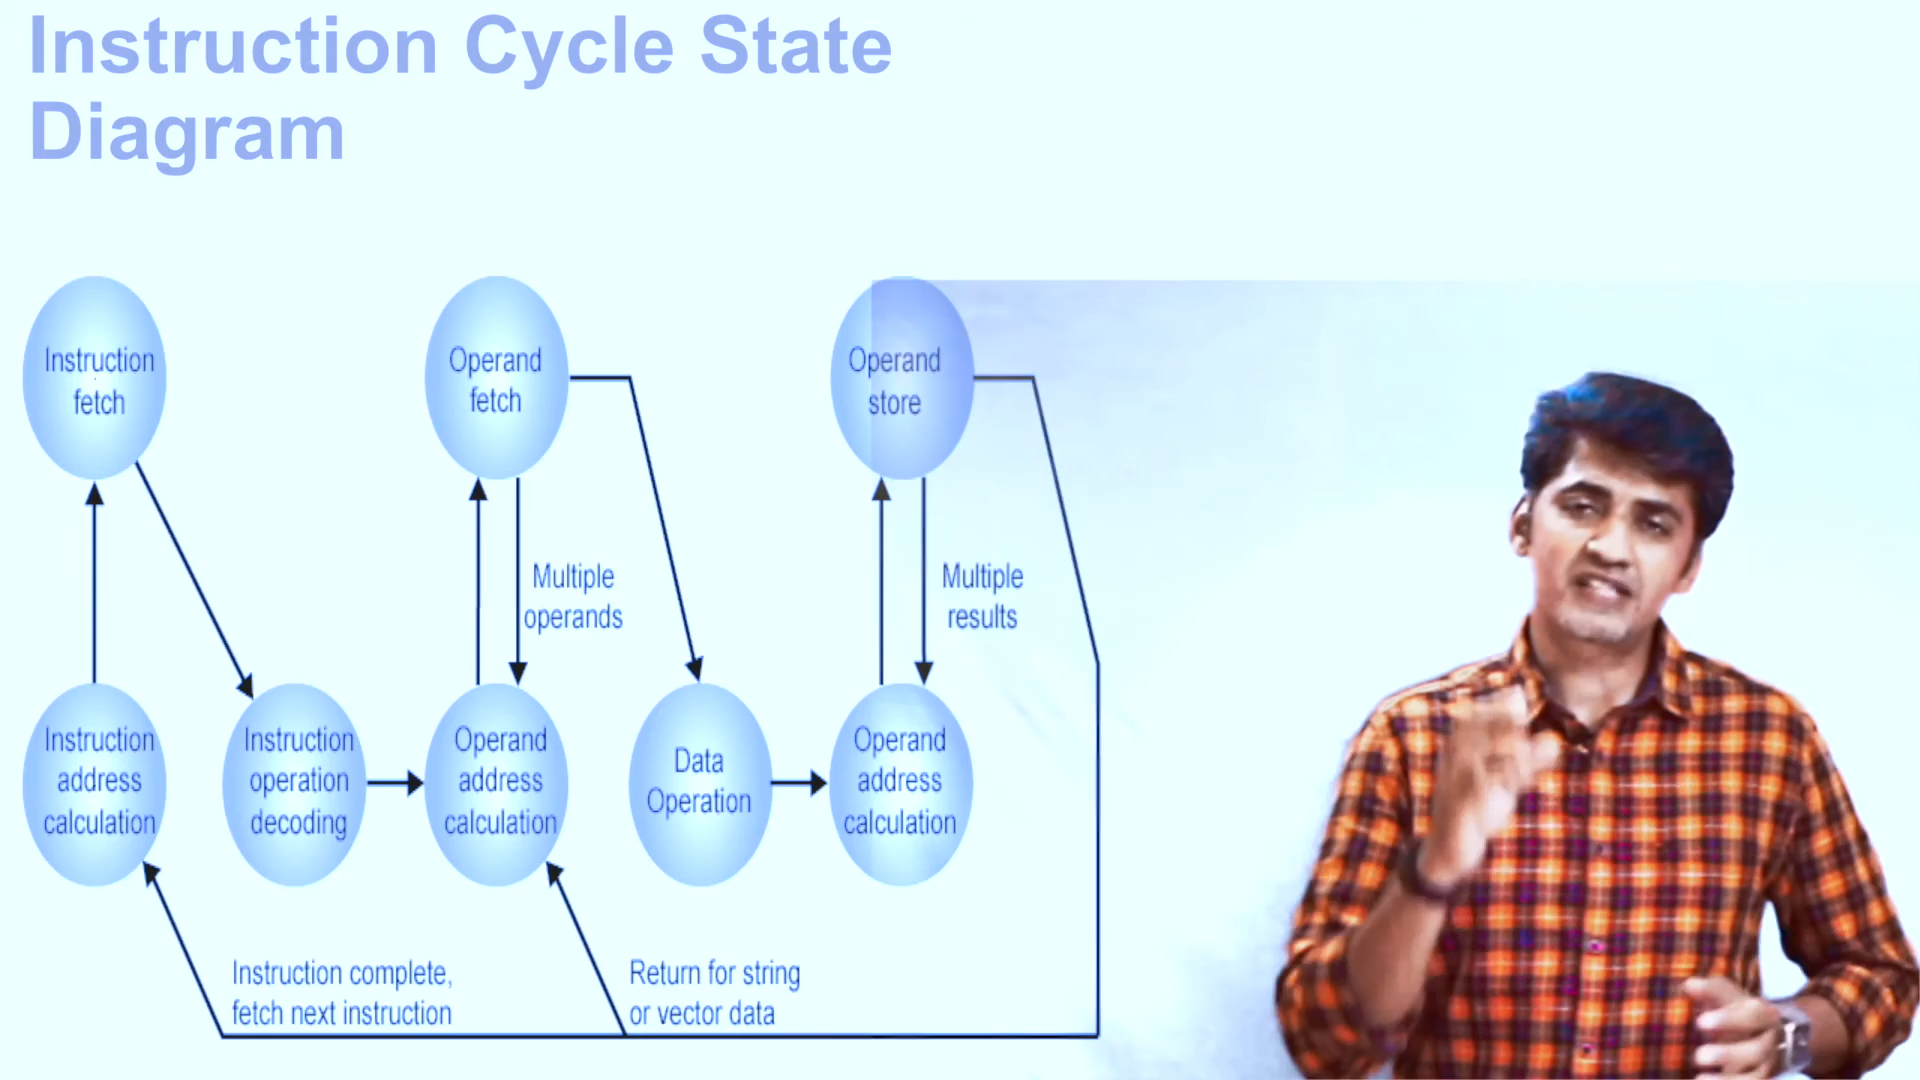 Instruction Cycle State
Diagram
Instruction
fetch
Operand
fetch
Operand
store
Multiple
operands
Multiple
results
Instruction
address
calculation
Instruction
operation
decoding
Operand
address
calculation
Data
Operation
Operand
address
calculation
Instruction complete,
fetch next instruction
Return for string
or vector data